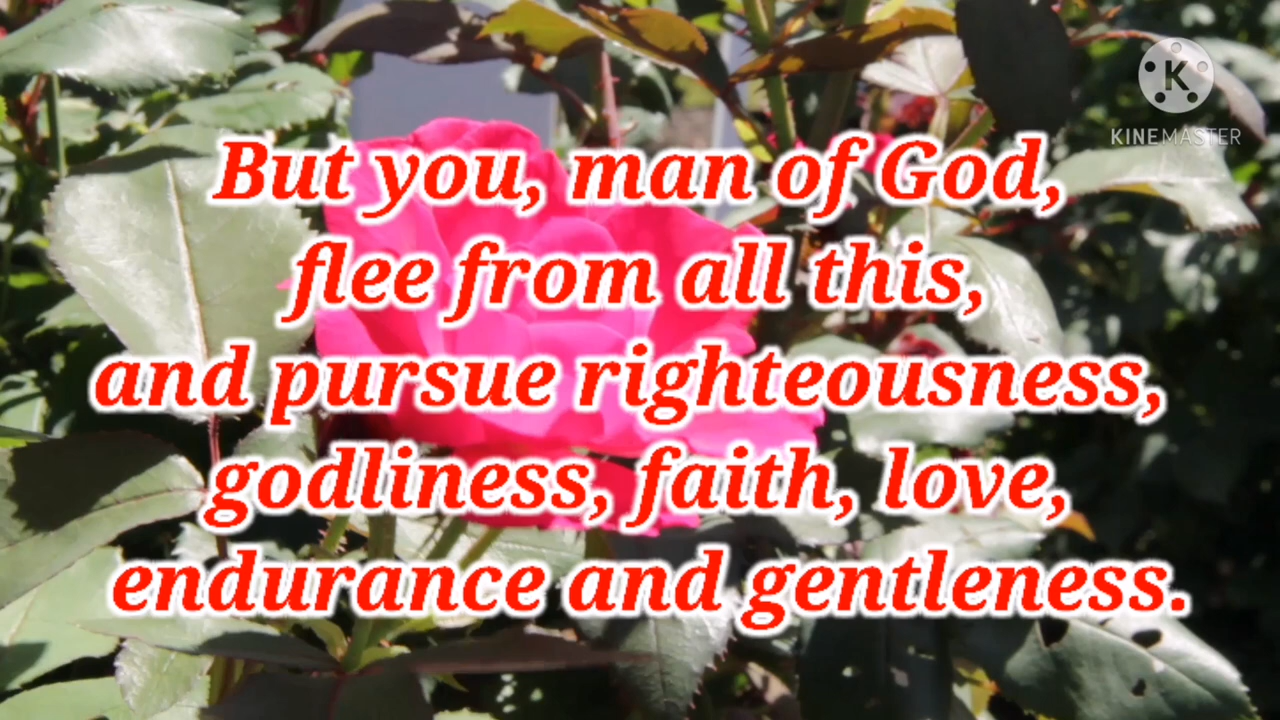 K
KINEMASTER
But you, man of God,
flee from all this,
and pursue righteousness,
godliness, faith, love,
endurance and gentleness.